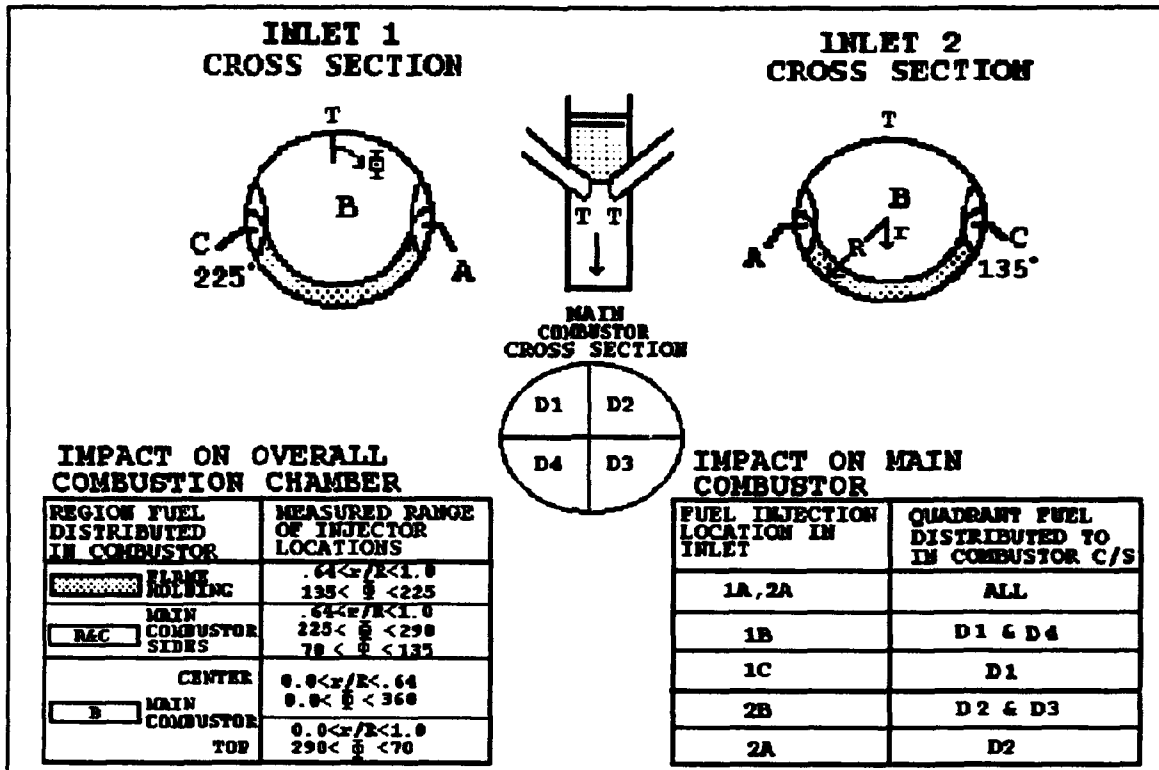 INLET 1
CROSS SECTION
INLET 2
CROSS SECTION
T
Φ
B
C
225°
A
T T
T
B
R
r
A
C
135°
MAIN
COMBUSTOR
CROSS SECTION
D1 D2
D4 D3
IMPACT ON OVERALL
COMBUSTION CHAMBER
REGION FUEL
DISTRIBUTED
IN COMBUSTOR
MEASURED RANGE
OF INJECTOR
LOCATIONS
FLAME
HOLDING
.64<r/R<1.0
135< Φ <225
A&C
MAIN
COMBUSTOR
SIDES
.64<r/R<1.0
225< Φ <290
70 < Φ <135
CENTER
0.0<r/R<.64
0.0< Φ <360
B
MAIN
COMBUSTOR
TOP
0.0<r/R<1.0
290< Φ <70
IMPACT ON MAIN
COMBUSTOR
FUEL INJECTION
LOCATION IN
INLET
QUADRANT FUEL
DISTRIBUTED TO
IN COMBUSTOR C/S
1A,2A ALL
1B D1 & D4
1C D1
2B D2 & D3
2A D2